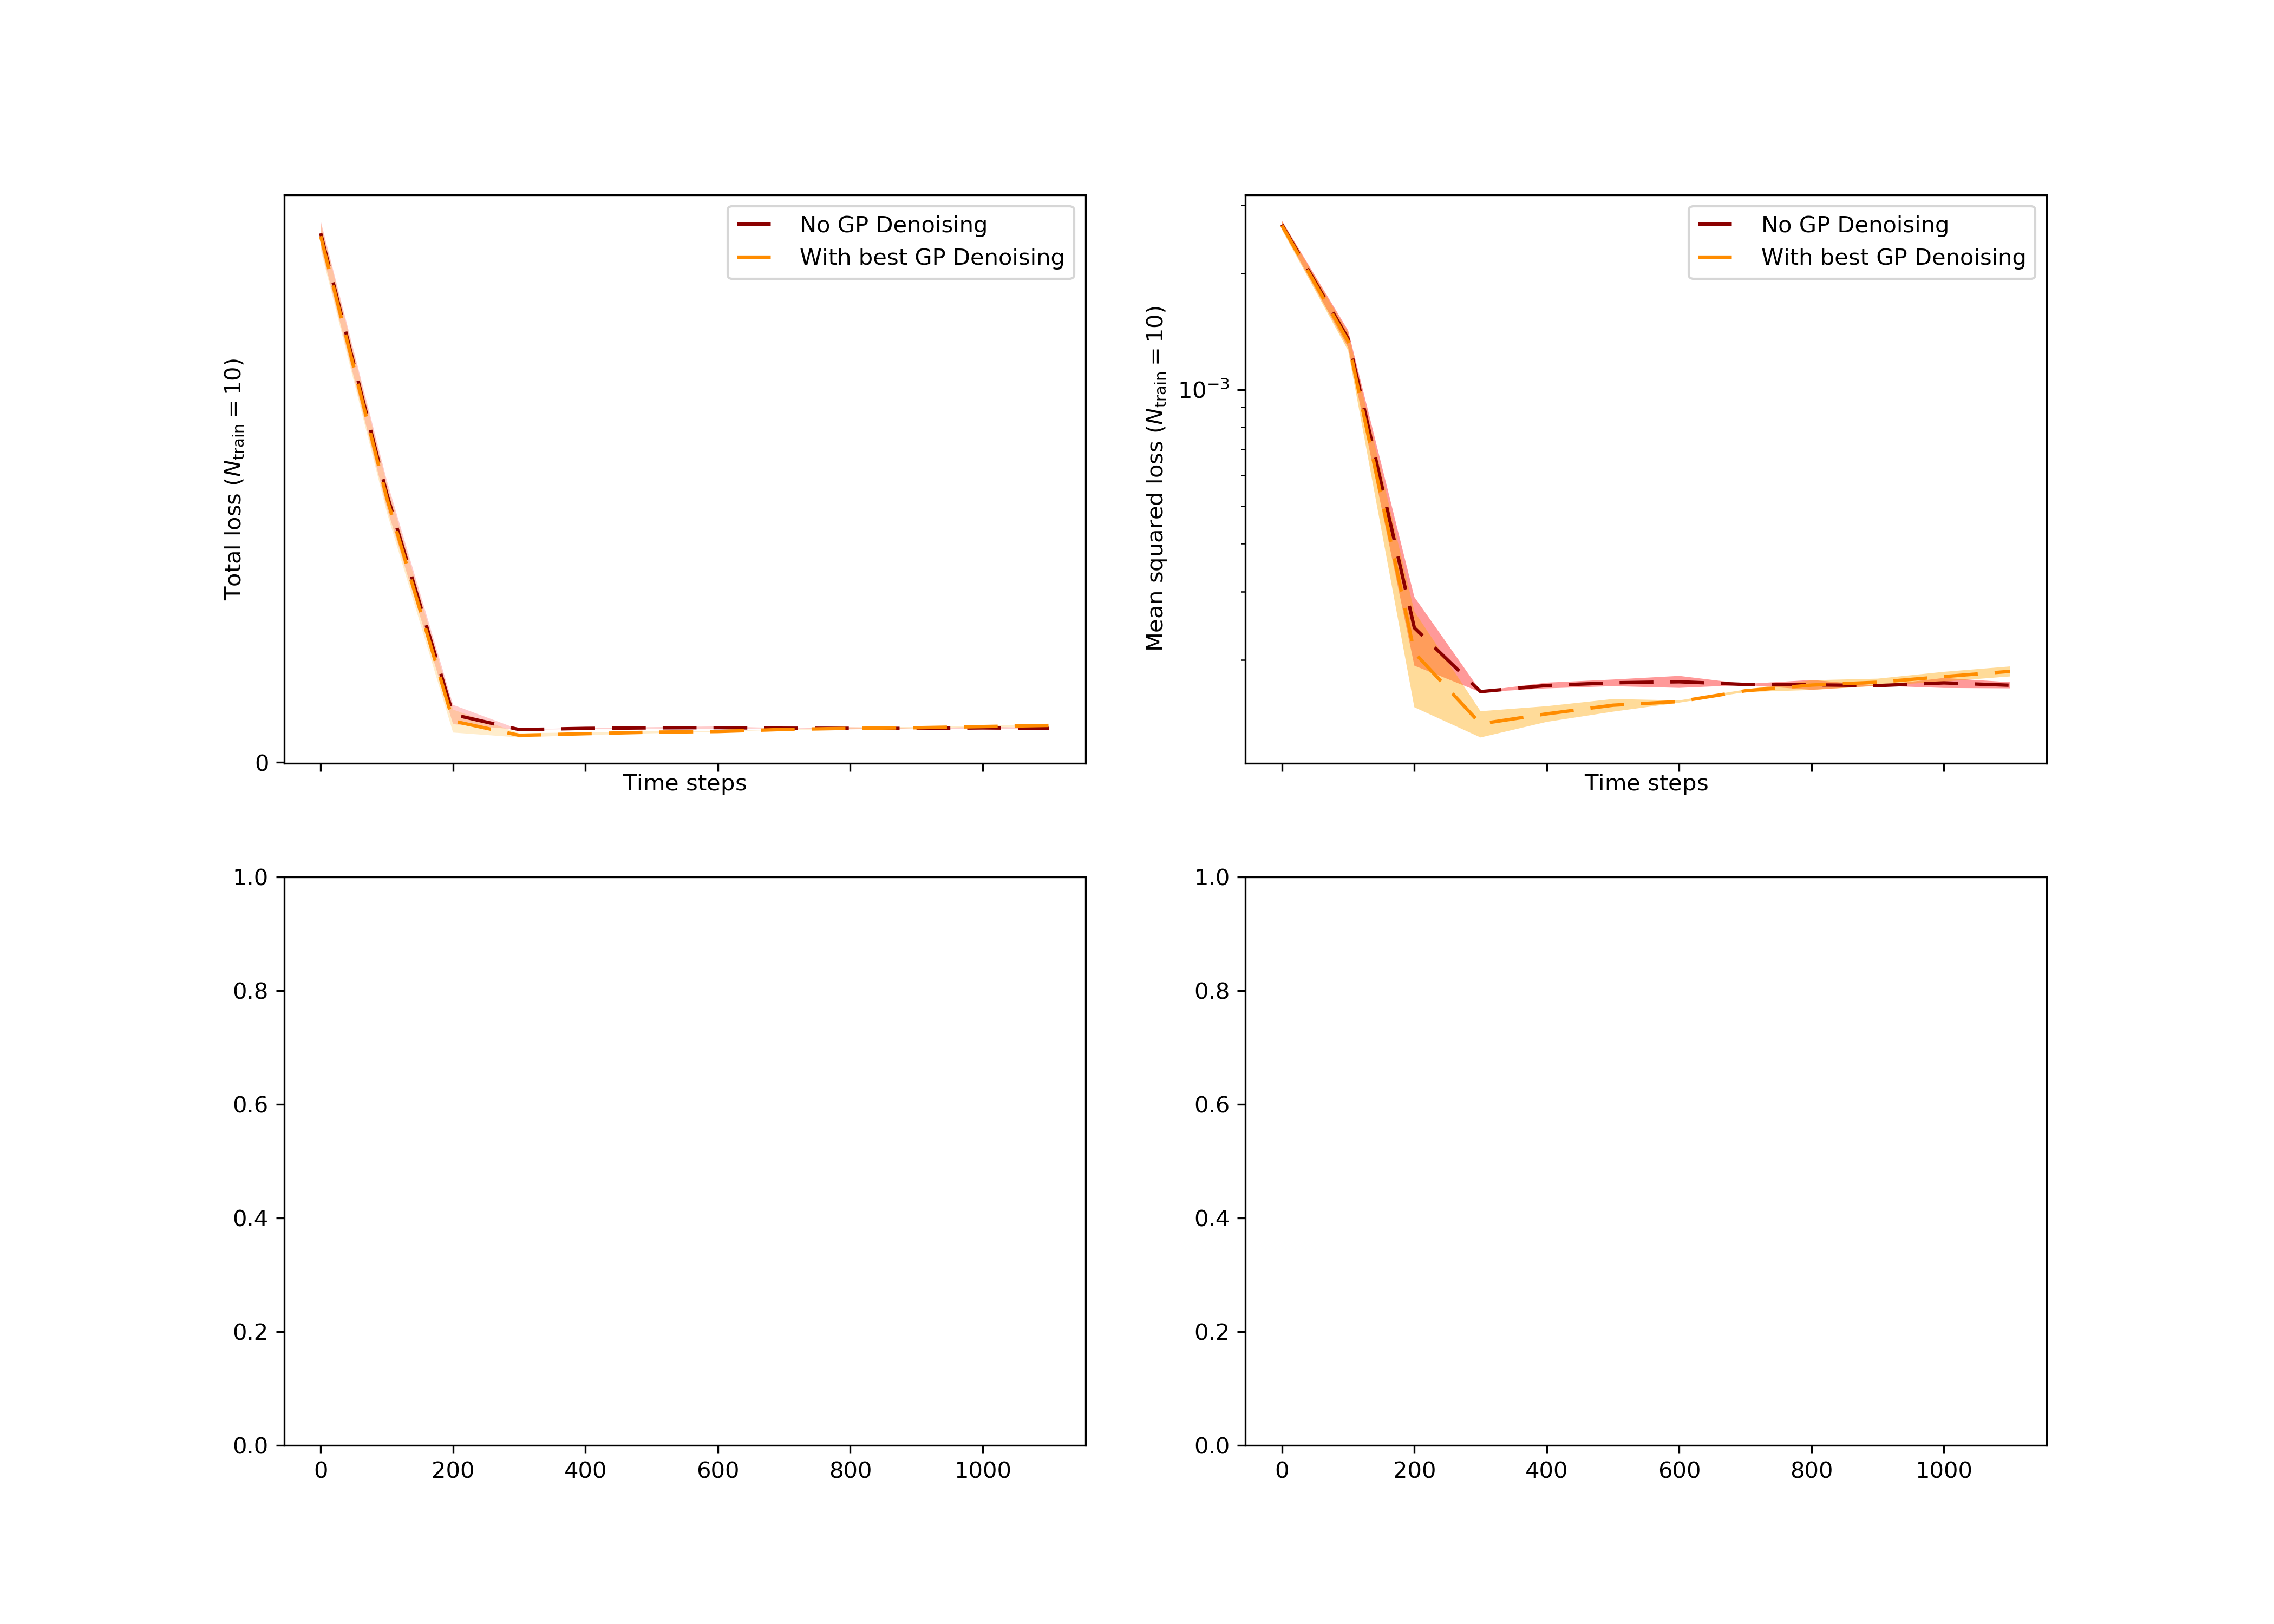 No GP Denoising
With best GP Denoising
Total loss (N_train = 10)
0
Time steps
No GP Denoising
With best GP Denoising
Mean squared loss (N_train = 10)
10^−3
Time steps
1.0
0.8
0.6
0.4
0.2
0.0
0 200 400 600 800 1000
1.0
0.8
0.6
0.4
0.2
0.0
0 200 400 600 800 1000